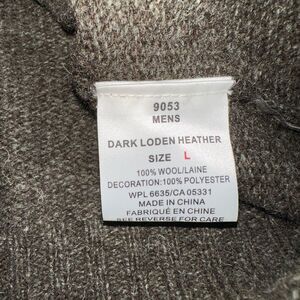 9053
MENS
DARK LODEN HEATHER
SIZE L
100% WOOL/LAINE
DECORATION:100% POLYESTER
WPL 6635/CA 05331
MADE IN CHINA
FABRIQUÉ EN CHINE
SEE REVERSE FOR CARE